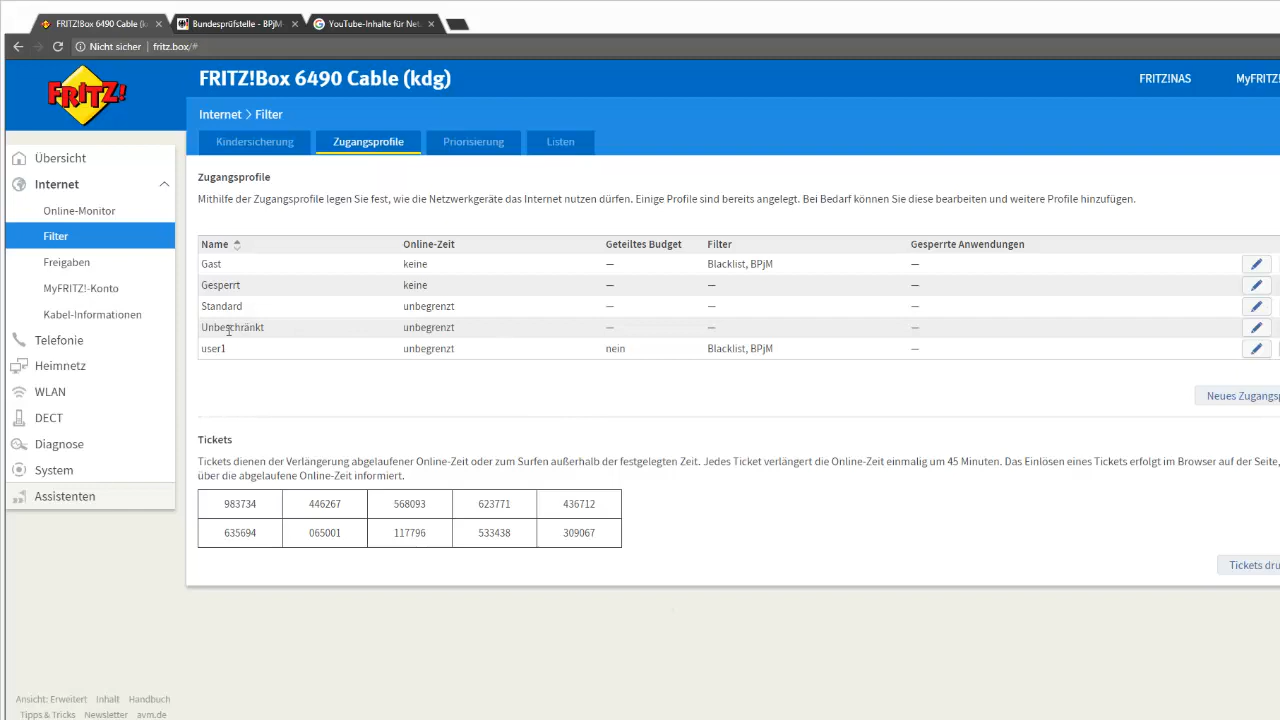 FRITZ!Box 6490 Cable (k
Bundesprüfstelle - BPjM
YouTube-Inhalte für Net
Nicht sicher fritz.box/#
FRITZ!
FRITZ!Box 6490 Cable (kdg)
FRITZ!NAS MyFRITZ!
Internet > Filter
Kindersicherung Zugangsprofile Priorisierung Listen
Übersicht
Internet
Online-Monitor
Filter
Freigaben
MyFRITZ!-Konto
Kabel-Informationen
Telefonie
Heimnetz
WLAN
DECT
Diagnose
System
Assistenten
Zugangsprofile
Mithilfe der Zugangsprofile legen Sie fest, wie die Netzwerkgeräte das Internet nutzen dürfen. Einige Profile sind bereits angelegt. Bei Bedarf können Sie diese bearbeiten und weitere Profile hinzufügen.
Name Online-Zeit Geteiltes Budget Filter Gesperrte Anwendungen
Gast keine — Blacklist, BPjM —
Gesperrt keine — — —
Standard unbegrenzt — — —
Unbeschränkt unbegrenzt — — —
user1 unbegrenzt nein Blacklist, BPjM —
Neues Zugangsp
Tickets
Tickets dienen der Verlängerung abgelaufener Online-Zeit oder zum Surfen außerhalb der festgelegten Zeit. Jedes Ticket verlängert die Online-Zeit einmalig um 45 Minuten. Das Einlösen eines Tickets erfolgt im Browser auf der Seite,
über die abgelaufene Online-Zeit informiert.
983734 446267 568093 623771 436712
635694 065001 117796 533438 309067
Tickets dru
Ansicht: Erweitert Inhalt Handbuch
Tipps & Tricks Newsletter avm.de